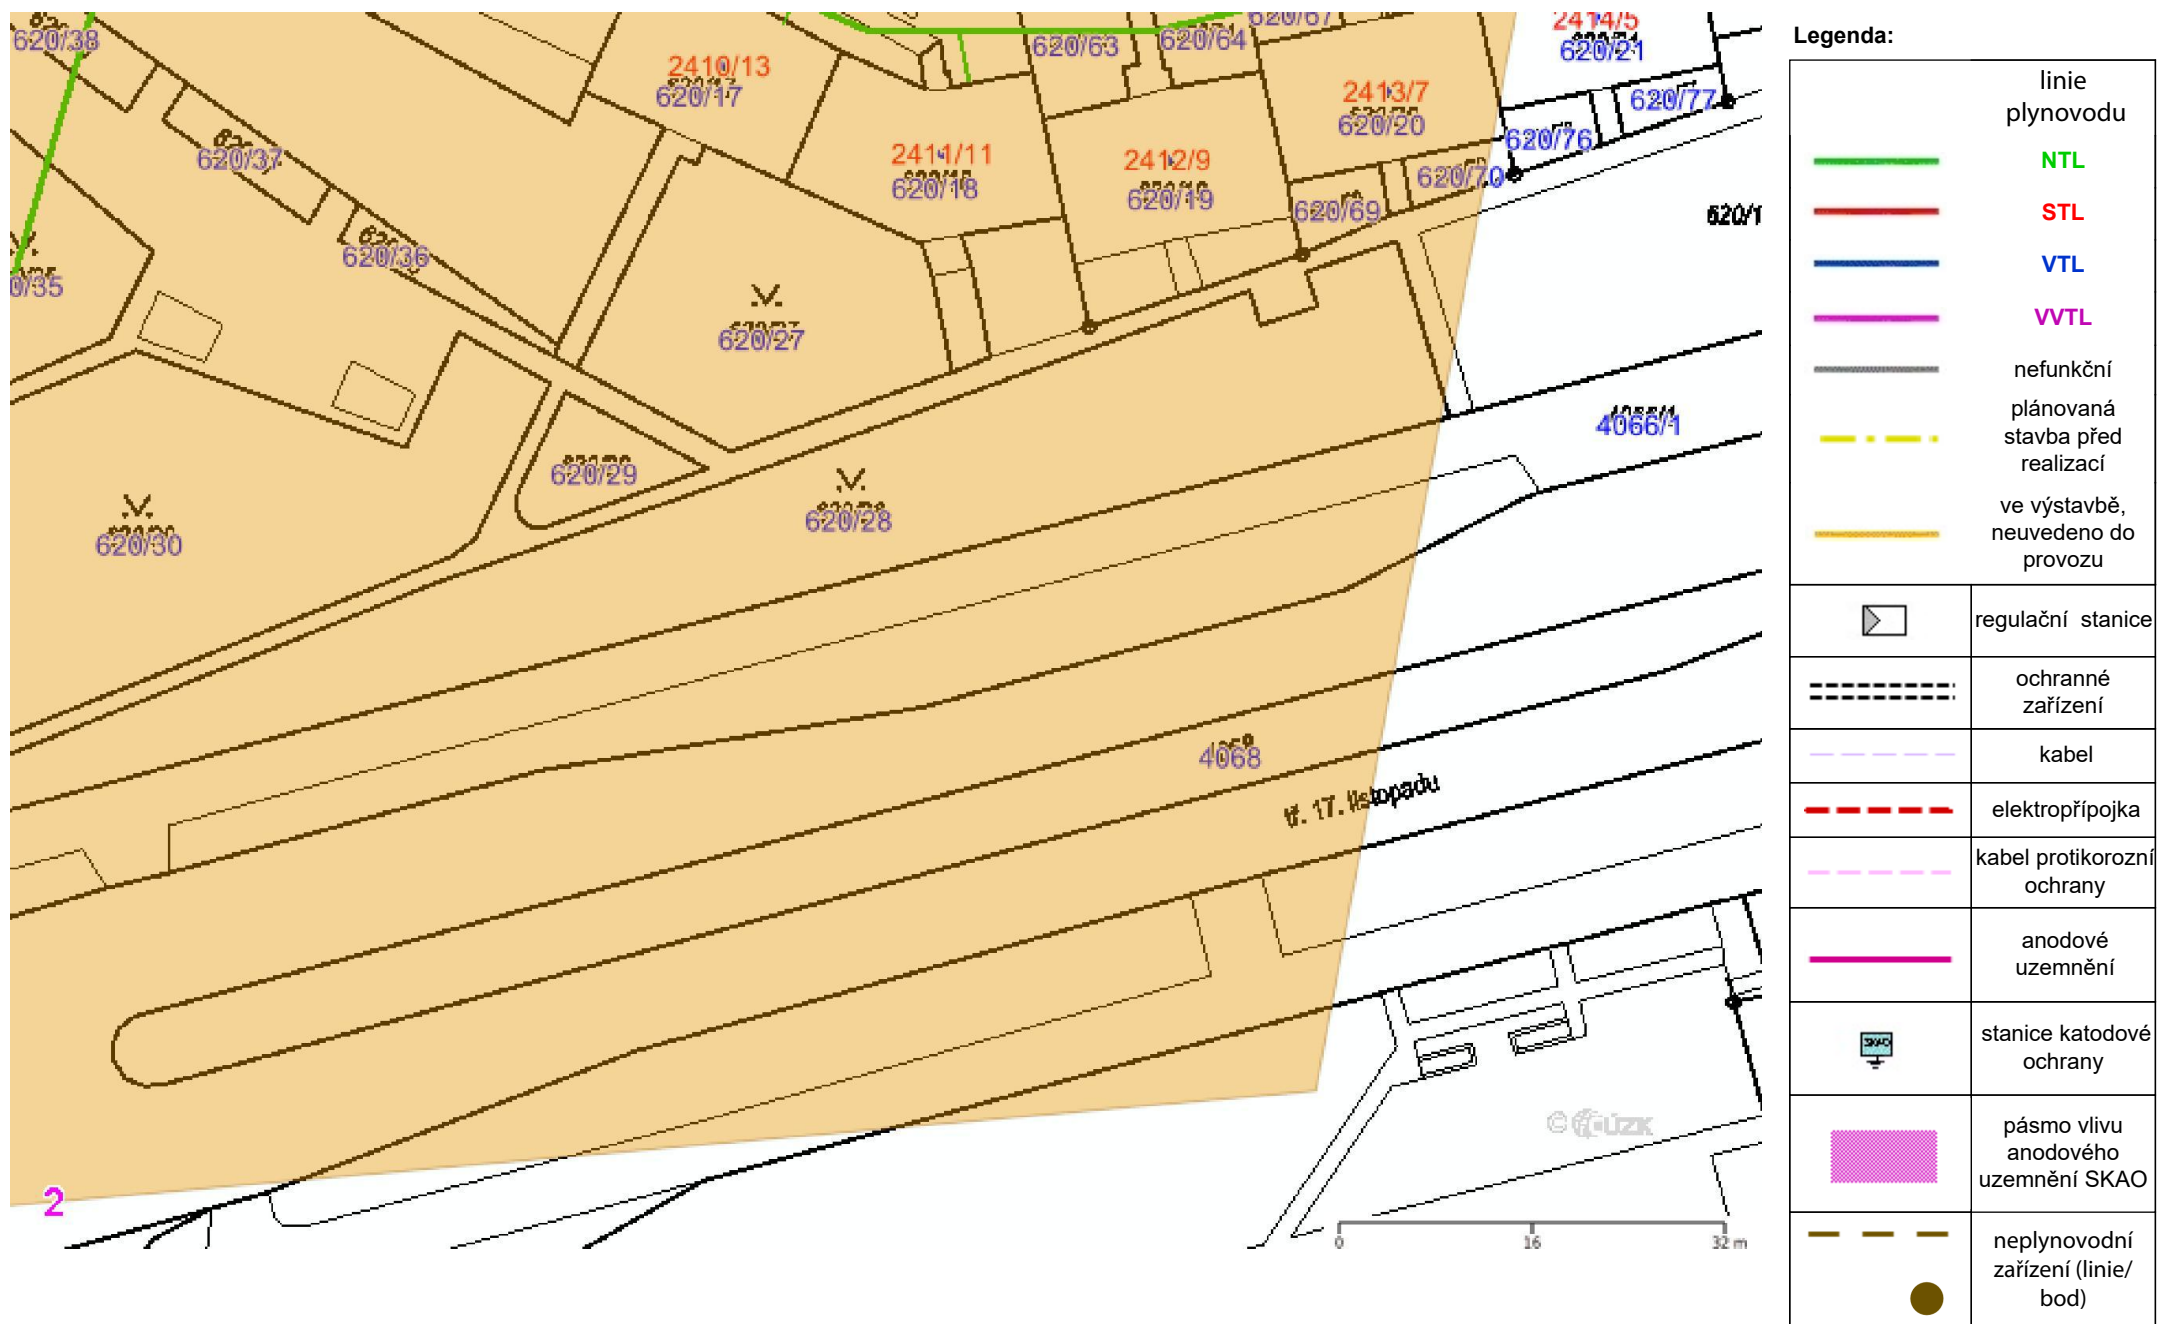 620/38
620/67
2414/5
620/21
620/63
620/64
2410/13
620/17
2413/7
620/20
620/77
620/76
620/37
2411/11
620/18
2412/9
620/19
620/70
620/69
620/1
620/36
0/35
620/27
4066/1
620/29
620/28
620/30
4068
tř. 17. listopadu
2
© ČÚZK
0 16 32 m
Legenda:
linie
plynovodu
NTL
STL
VTL
VVTL
nefunkční
plánovaná
stavba před
realizací
ve výstavbě,
neuvedeno do
provozu
regulační stanice
ochranné
zařízení
kabel
elektropřípojka
kabel protikorozní
ochrany
anodové
uzemnění
SKAO
stanice katodové
ochrany
pásmo vlivu
anodového
uzemnění SKAO
neplynovodní
zařízení (linie/
bod)